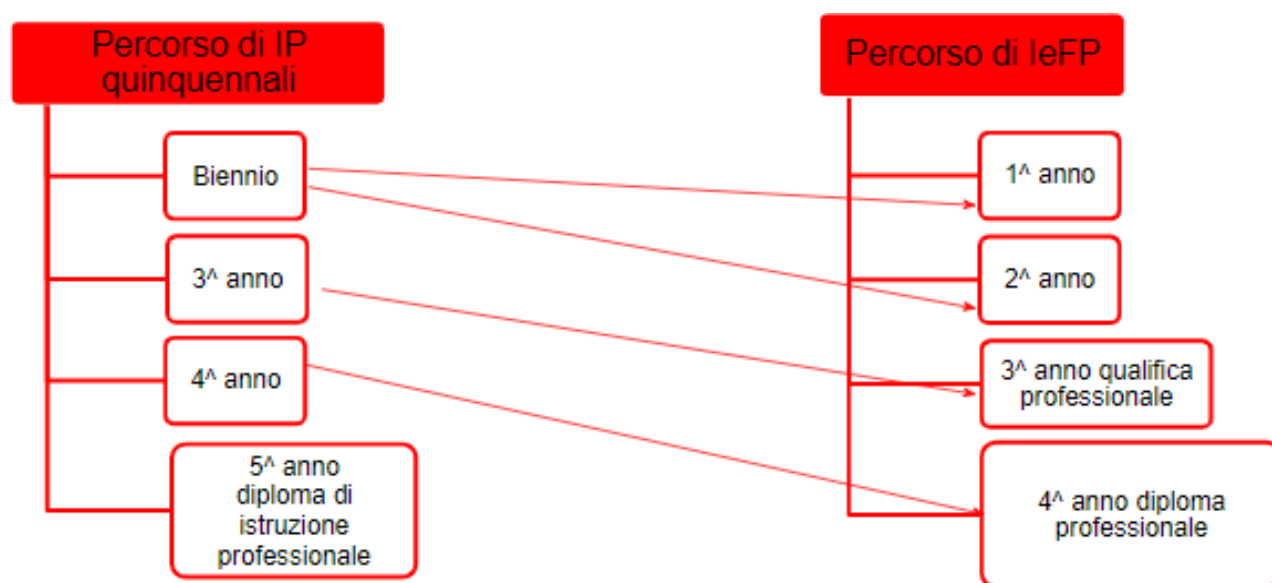 Percorso di IP
quinquennali
Biennio
3^ anno
4^ anno
5^ anno
diploma di
istruzione
professionale
Percorso di IeFP
1^ anno
2^ anno
3^ anno qualifica
professionale
4^ anno diploma
professionale